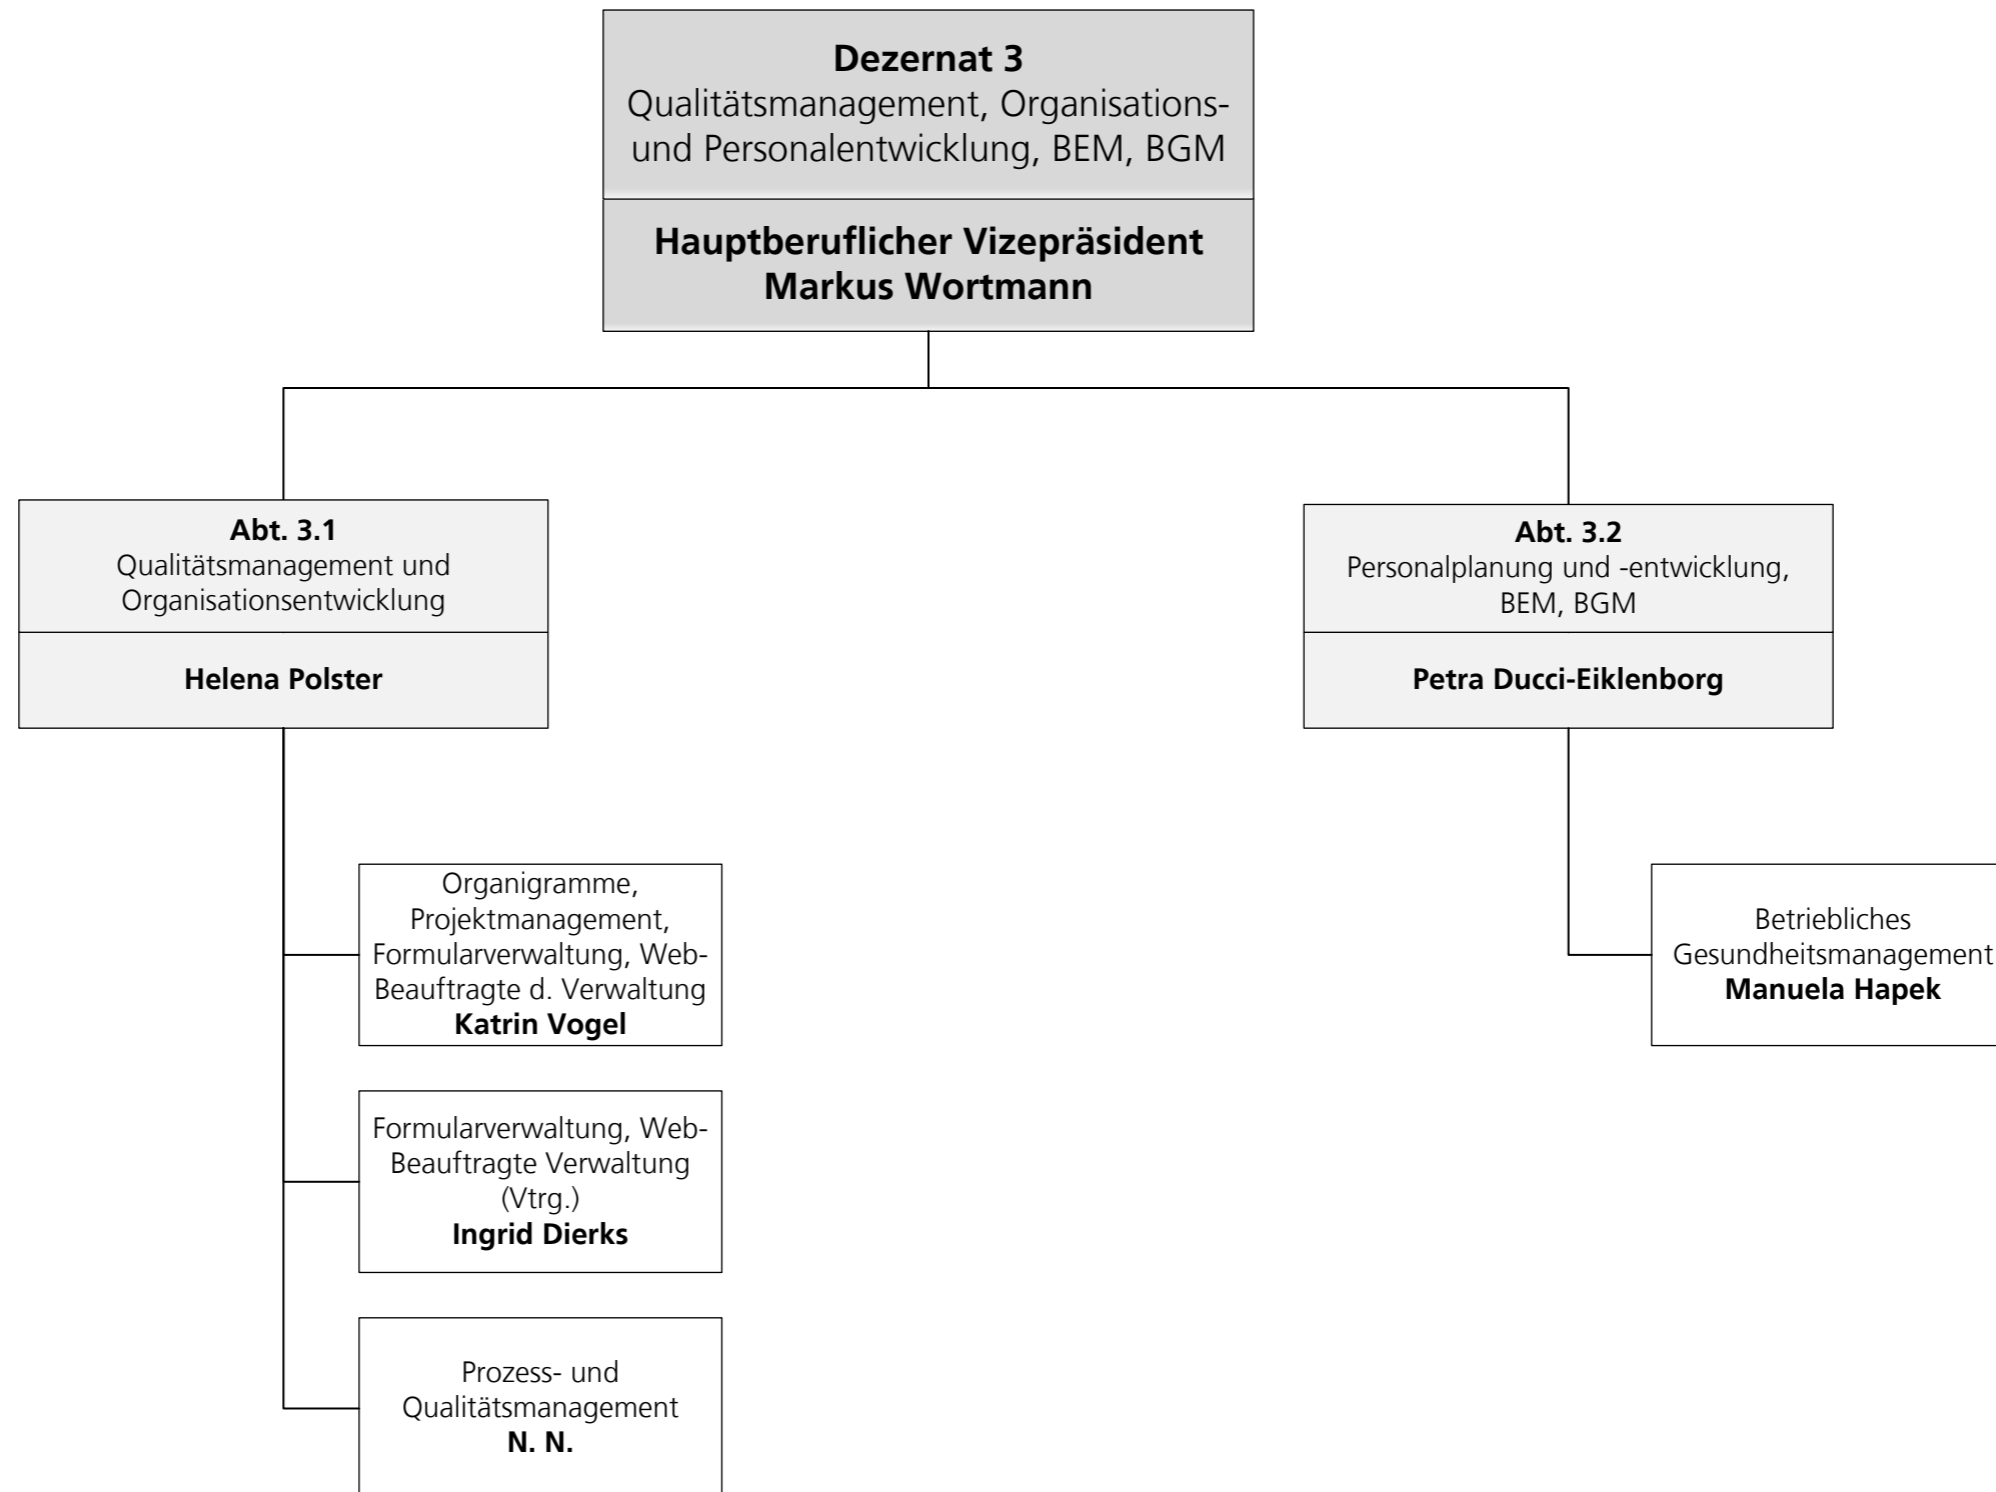 Dezernat 3
Qualitätsmanagement, Organisations-
und Personalentwicklung, BEM, BGM
Hauptberuflicher Vizepräsident
Markus Wortmann
Abt. 3.1
Qualitätsmanagement und
Organisationsentwicklung
Helena Polster
Abt. 3.2
Personalplanung und -entwicklung,
BEM, BGM
Petra Ducci-Eiklenborg
Organigramme,
Projektmanagement,
Formularverwaltung, Web-
Beauftragte d. Verwaltung
Katrin Vogel
Formularverwaltung, Web-
Beauftragte Verwaltung
(Vtrg.)
Ingrid Dierks
Prozess- und
Qualitätsmanagement
N. N.
Betriebliches
Gesundheitsmanagement
Manuela Hapek